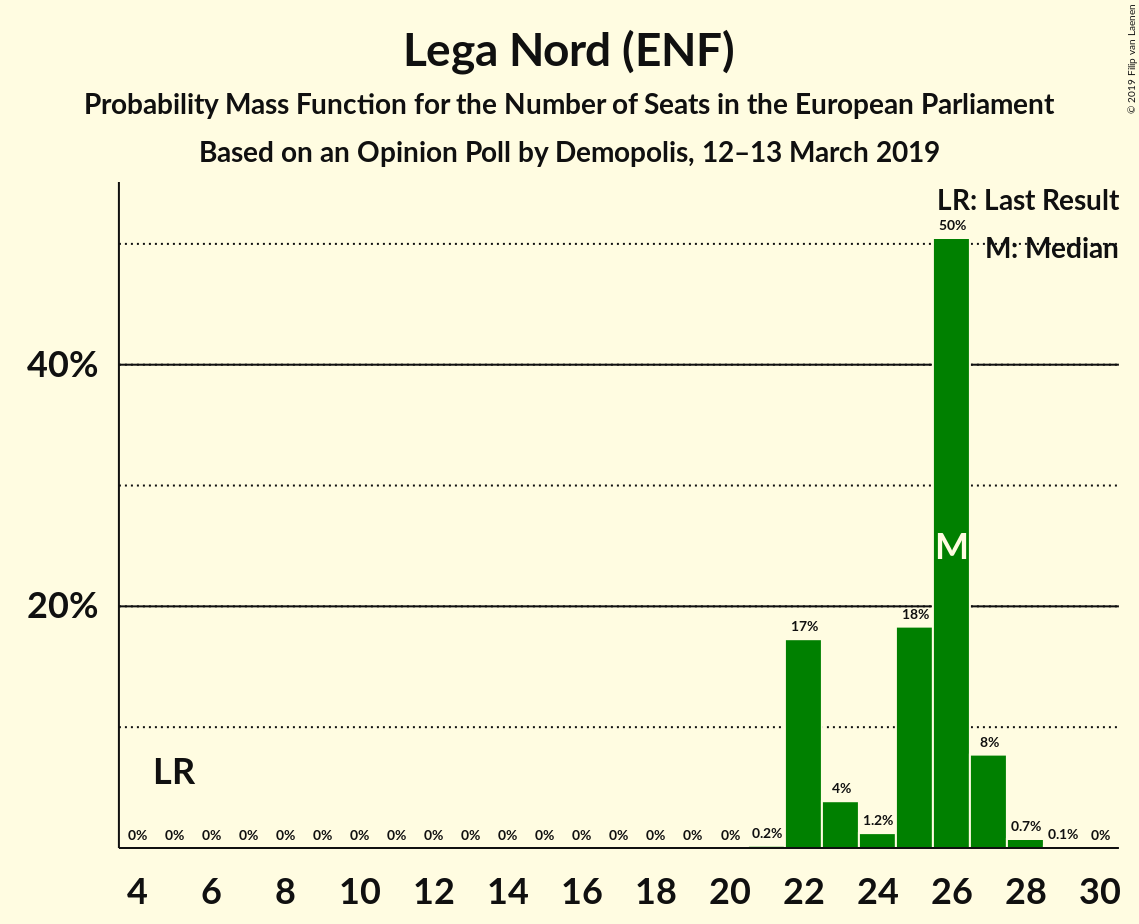 Lega Nord (ENF)
Probability Mass Function for the Number of Seats in the European Parliament
Based on an Opinion Poll by Demopolis, 12–13 March 2019
© 2019 Filip van Laenen
LR: Last Result
M: Median
40%
20%
LR
M
0% 0% 0% 0% 0% 0% 0% 0% 0% 0% 0% 0% 0% 0% 0% 0% 0% 0.2% 17% 4% 1.2% 18% 50% 8% 0.7% 0.1% 0%
4 6 8 10 12 14 16 18 20 22 24 26 28 30